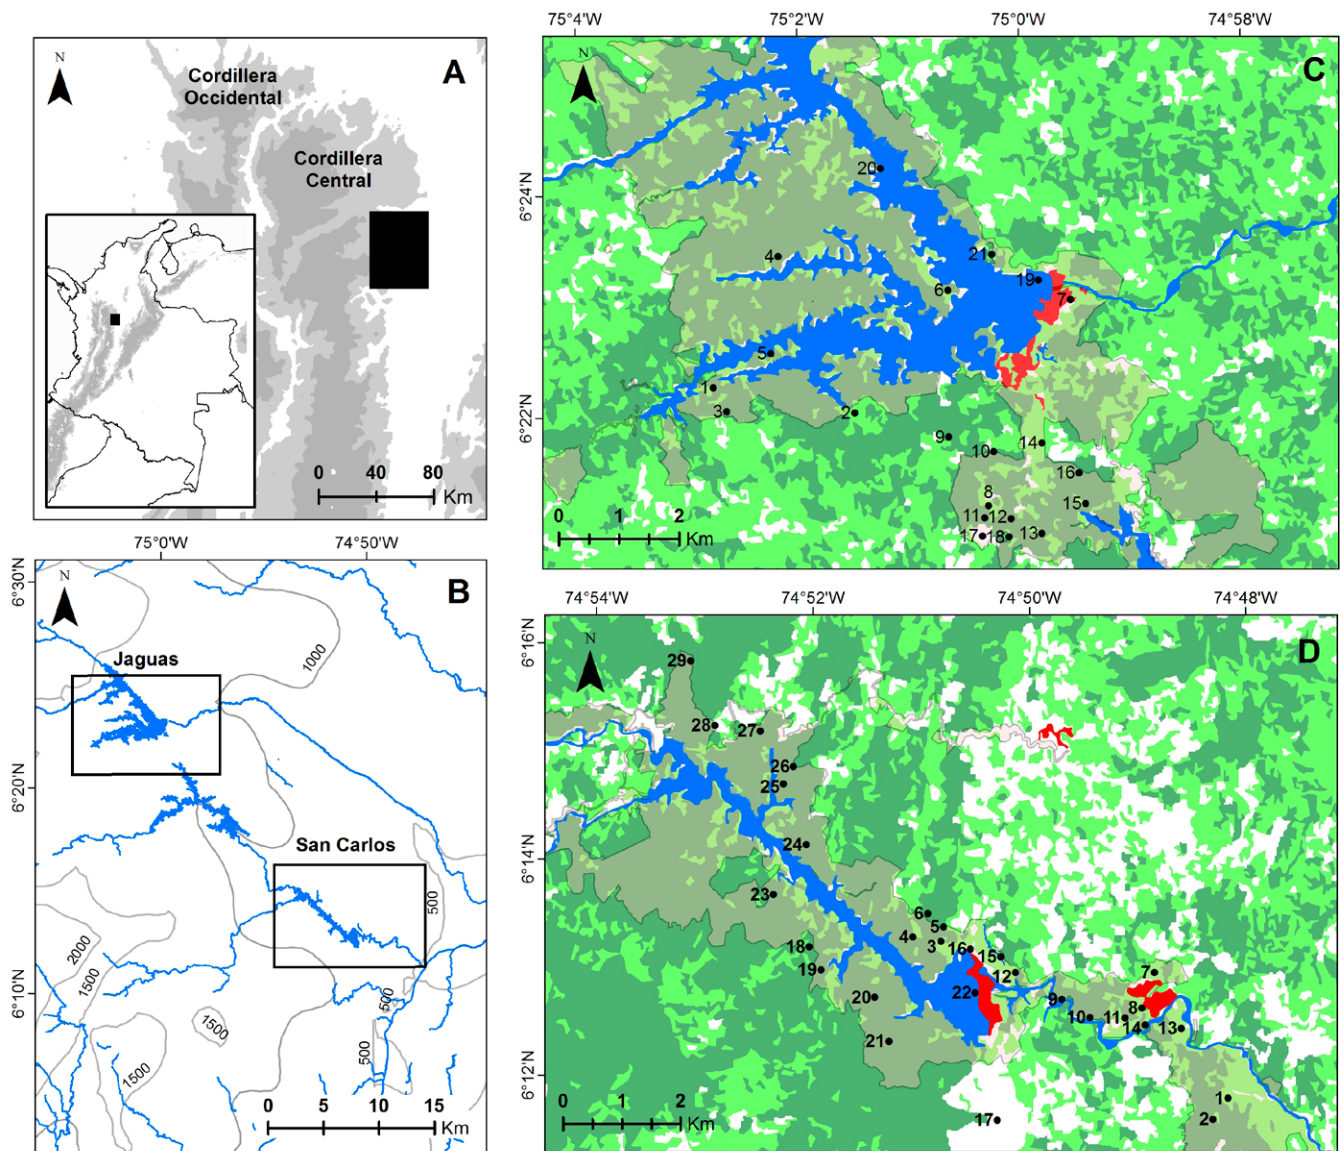 N
A
Cordillera
Occidental
Cordillera
Central
0 40 80
Km
75°0'W 74°50'W
6°30'N
6°20'N
6°10'N
N
B
Jaguas
San Carlos
1000
500
2000
1500
1500
1500
500
500
0 5 10 15
Km
75°4'W 75°2'W 75°0'W 74°58'W
6°24'N
6°22'N
N
C
20
4
21
19
6
7
5
1
3
2
9
14
10
16
8
15
11 12
17 18 13
0 1 2
Km
74°54'W 74°52'W 74°50'W 74°48'W
6°16'N
6°14'N
6°12'N
N
D
29
28
27
26
25
24
23
6
5
4
3
18
16
15
19
12
7
22
20
9
8
10
11
14
13
21
1
2
17
0 1 2
Km